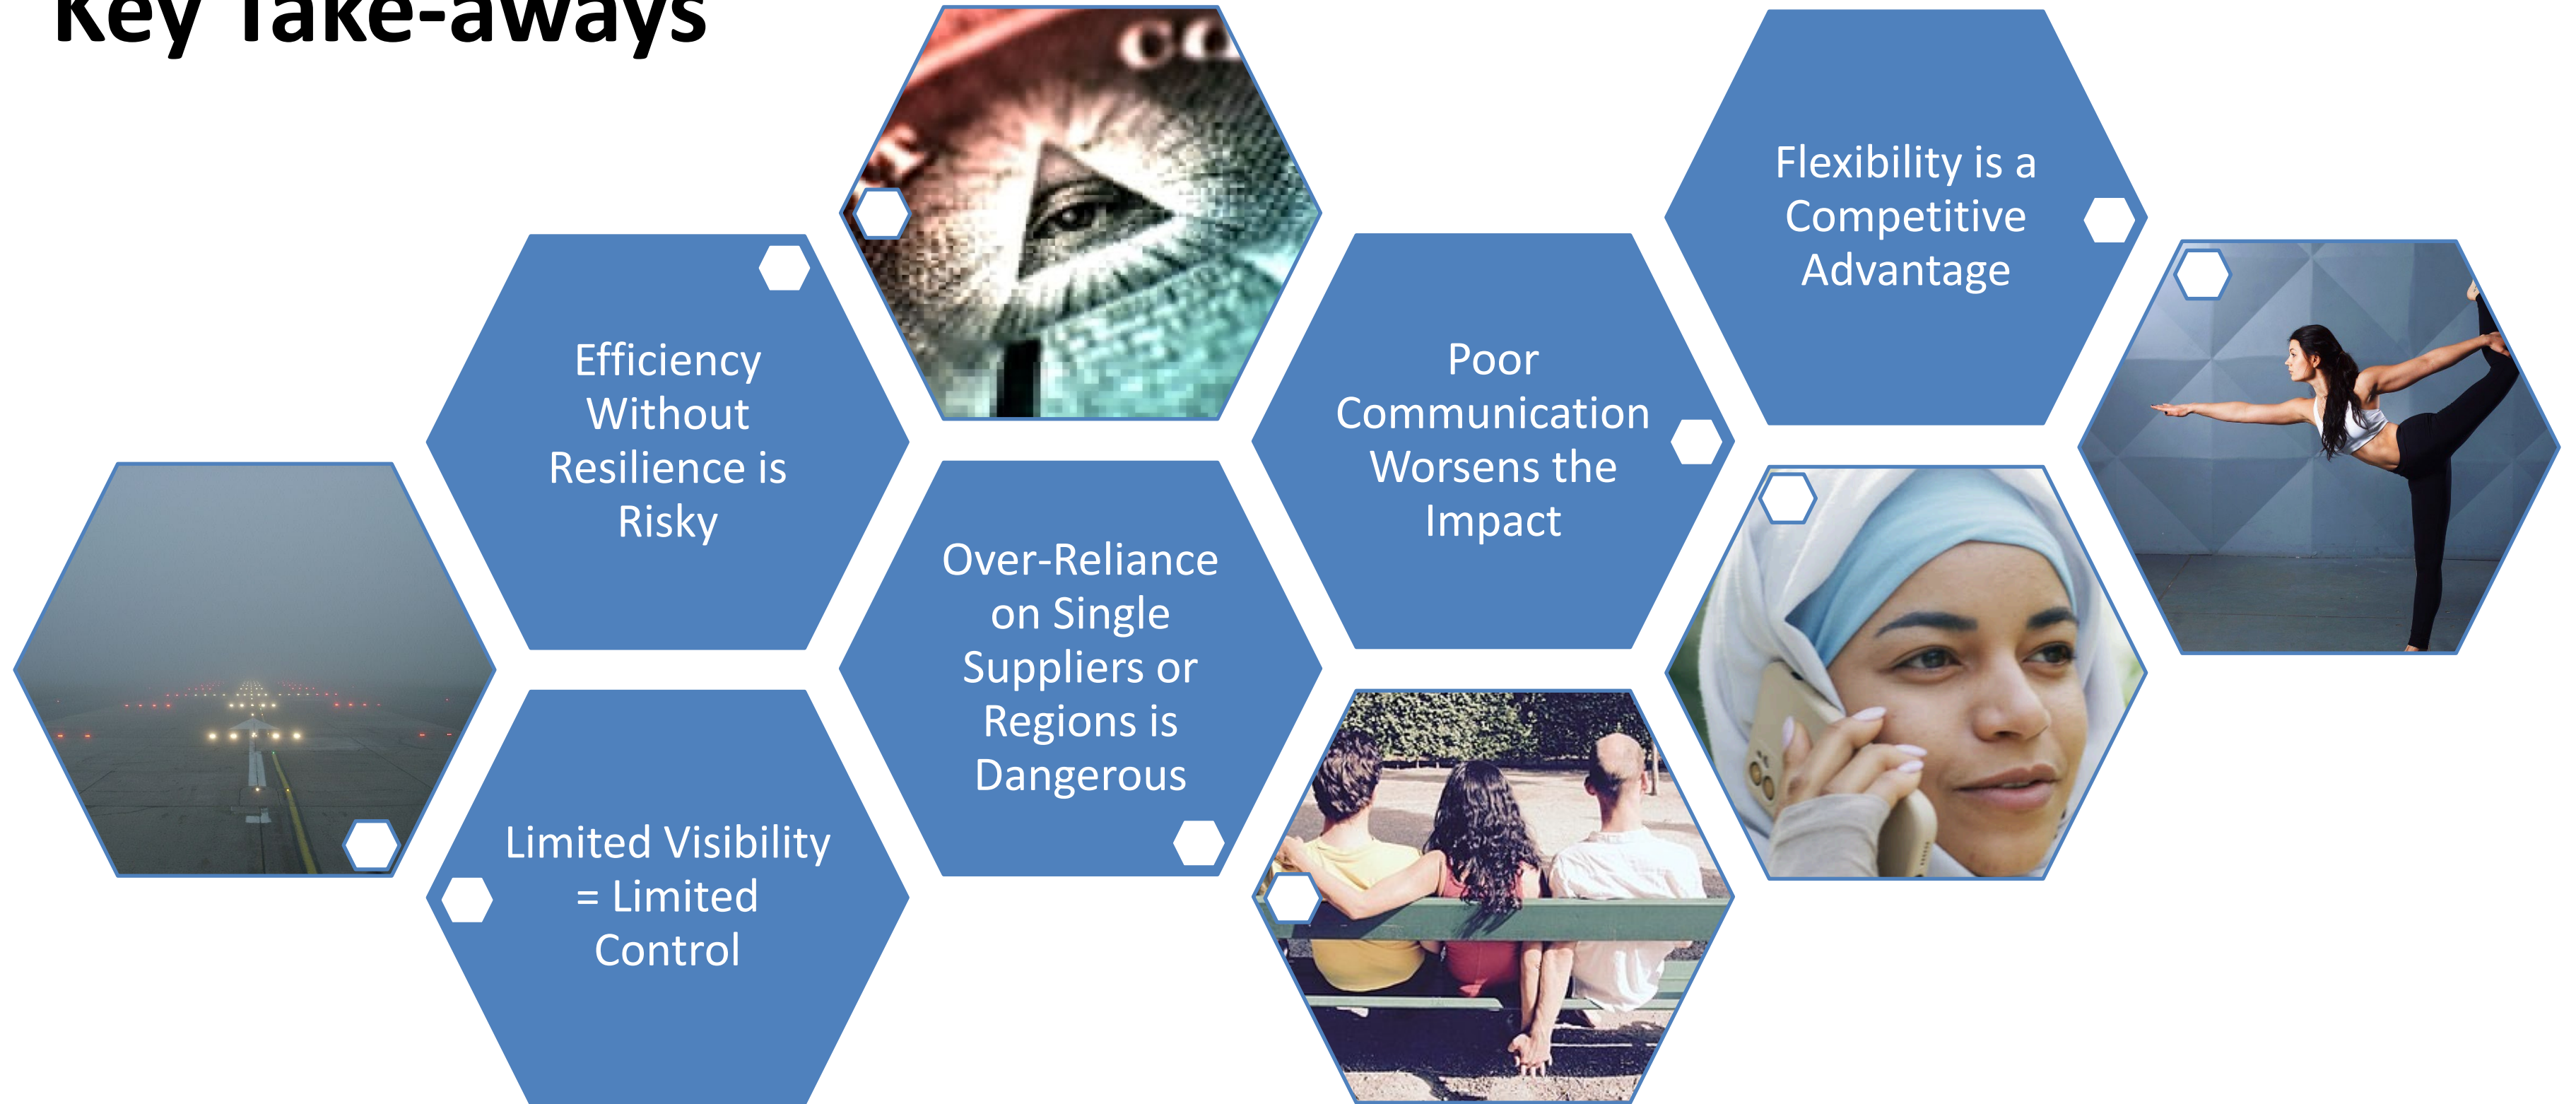 Key Take-aways
Efficiency
Without
Resilience is
Risky
Limited Visibility
= Limited
Control
Over-Reliance
on Single
Suppliers or
Regions is
Dangerous
Poor
Communication
Worsens the
Impact
Flexibility is a
Competitive
Advantage